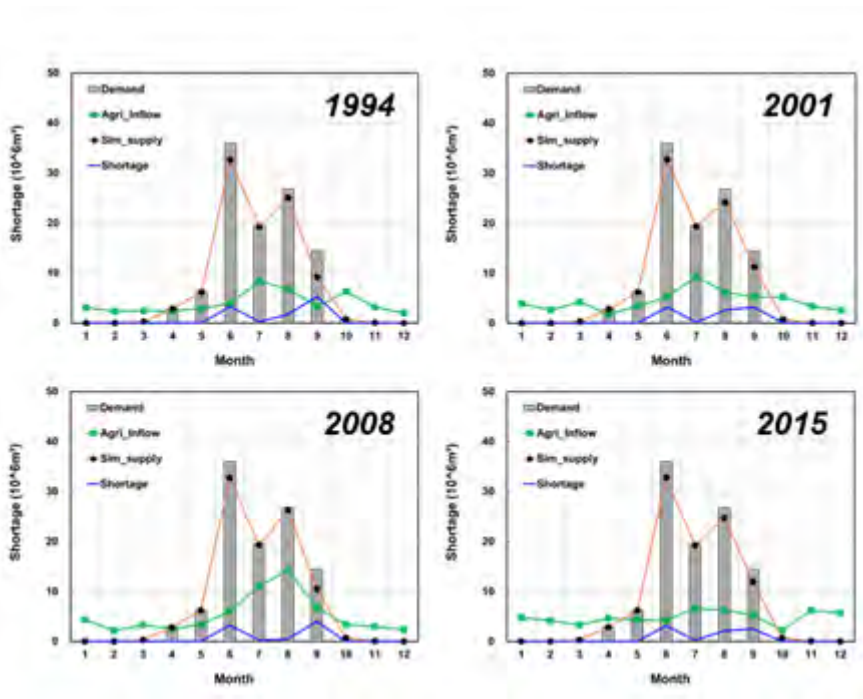 50
Demand
1994
40
Agri_Inflow
Sim_supply
30
Shortage
20
10
0
1 2 3 4 5 6 7 8 9 10 11 12
Month
Shortage (10^6m³)
50
Demand
2001
40
Agri_Inflow
Sim_supply
30
Shortage
20
10
0
1 2 3 4 5 6 7 8 9 10 11 12
Month
Shortage (10^6m³)
50
Demand
2008
40
Agri_Inflow
Sim_supply
30
Shortage
20
10
0
1 2 3 4 5 6 7 8 9 10 11 12
Month
Shortage (10^6m³)
50
Demand
2015
40
Agri_Inflow
Sim_supply
30
Shortage
20
10
0
1 2 3 4 5 6 7 8 9 10 11 12
Month
Shortage (10^6m³)